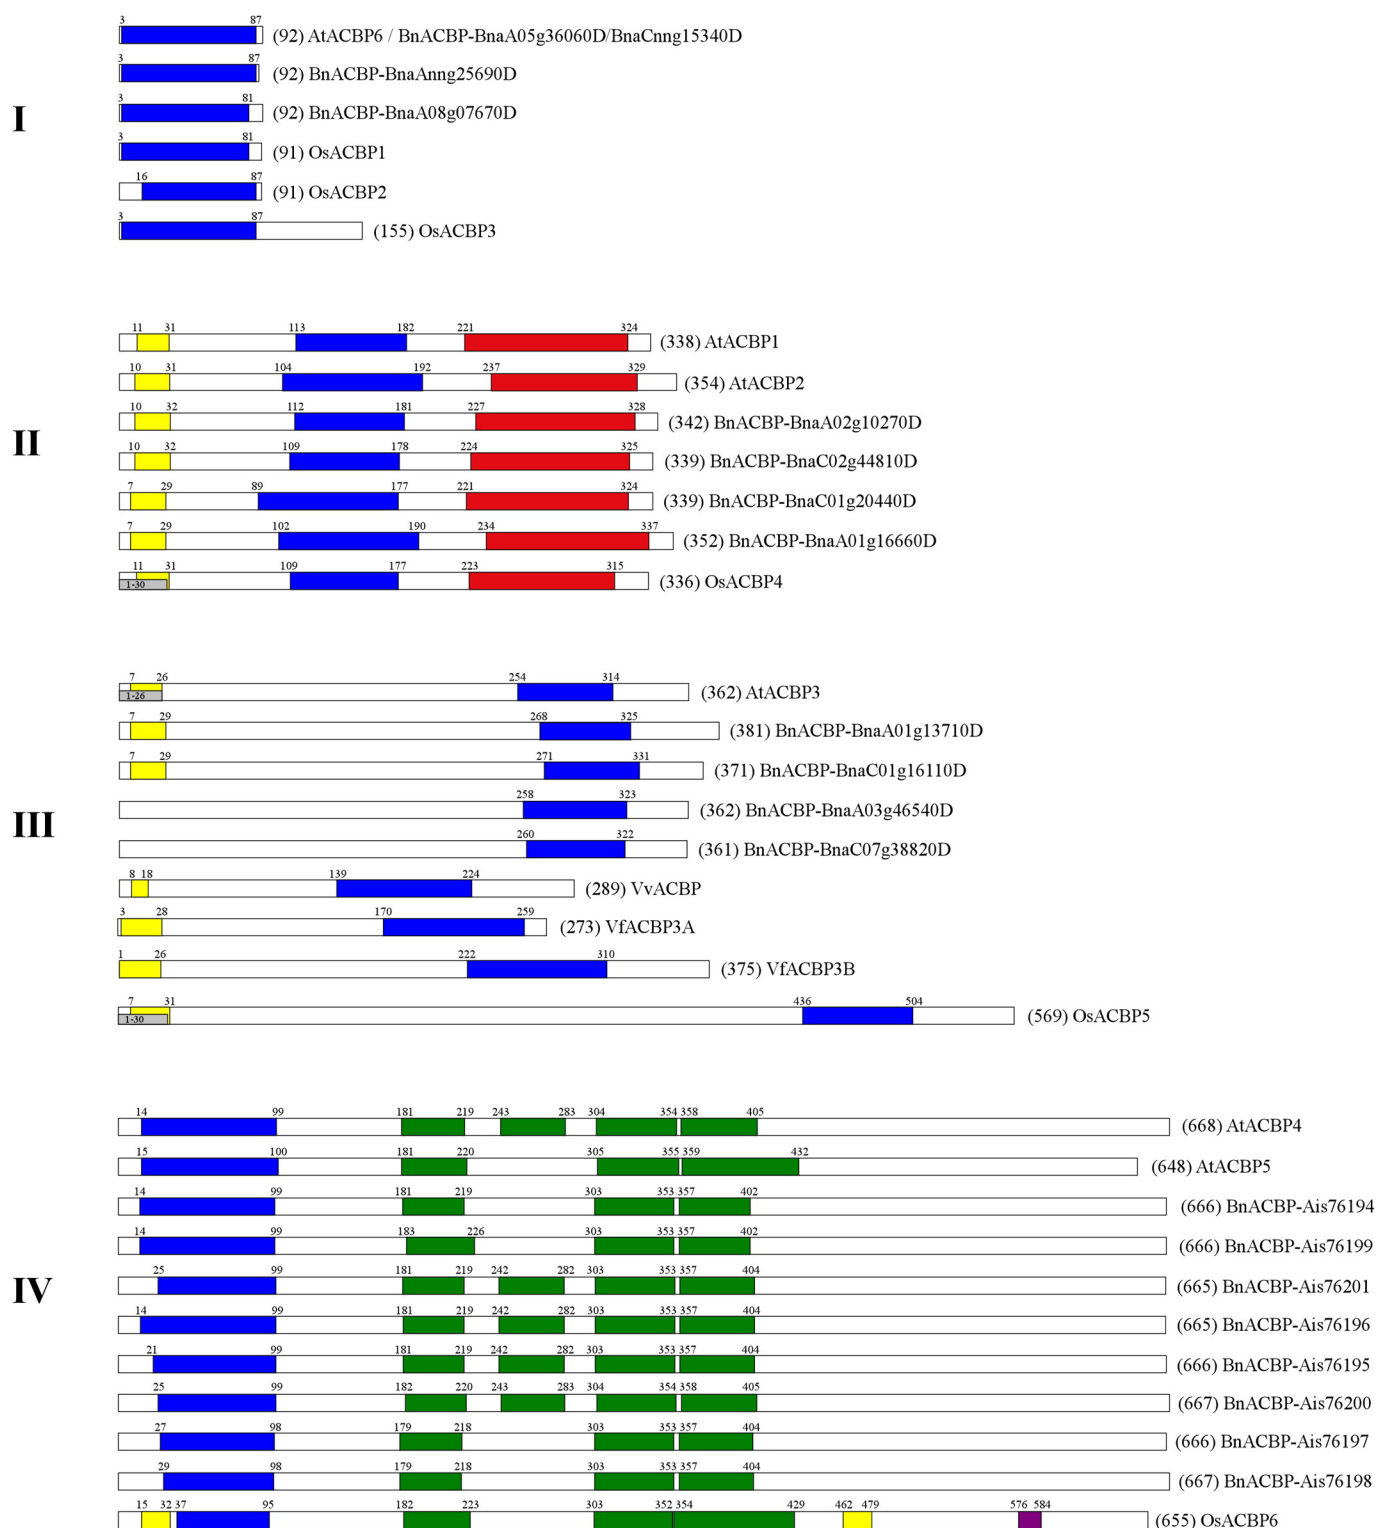 3 87
(92) AtACBP6 / BnACBP-BnaA05g36060D/BnaCnng15340D
3 87
(92) BnACBP-BnaAnng25690D
3 81
(92) BnACBP-BnaA08g07670D
I
3 81
(91) OsACBP1
16 87
(91) OsACBP2
3 87
(155) OsACBP3
11 31 113 182 221 324
(338) AtACBP1
10 31 104 192 237 329
(354) AtACBP2
10 32 112 181 227 328
(342) BnACBP-BnaA02g10270D
II
10 32 109 178 224 325
(339) BnACBP-BnaC02g44810D
7 29 89 177 221 324
(339) BnACBP-BnaC01g20440D
7 29 102 190 234 337
(352) BnACBP-BnaA01g16660D
11 31 109 177 223 315
1-30 (336) OsACBP4
7 26 254 314
1-26 (362) AtACBP3
7 29 268 325
(381) BnACBP-BnaA01g13710D
7 29 271 331
(371) BnACBP-BnaC01g16110D
258 323
(362) BnACBP-BnaA03g46540D
III
260 322
(361) BnACBP-BnaC07g38820D
8 18 139 224
(289) VvACBP
3 28 170 259
(273) VfACBP3A
1 26 222 310
(375) VfACBP3B
7 31 436 504
1-30 (569) OsACBP5
14 99 181 219 243 283 304 354 358 405
(668) AtACBP4
15 100 181 220 305 355 359 432
(648) AtACBP5
14 99 181 219 303 353 357 402
(666) BnACBP-Ais76194
14 99 183 226 303 353 357 402
(666) BnACBP-Ais76199
25 99 181 219 242 282 303 353 357 404
(665) BnACBP-Ais76201
IV
14 99 181 219 242 282 303 353 357 404
(665) BnACBP-Ais76196
21 99 181 219 242 282 303 353 357 404
(666) BnACBP-Ais76195
25 99 182 220 243 283 304 354 358 405
(667) BnACBP-Ais76200
27 98 179 218 303 353 357 404
(666) BnACBP-Ais76197
29 98 179 218 303 353 357 404
(667) BnACBP-Ais76198
15 32 37 95 182 223 303 352 354 429 462 479 576 584
(655) OsACBP6